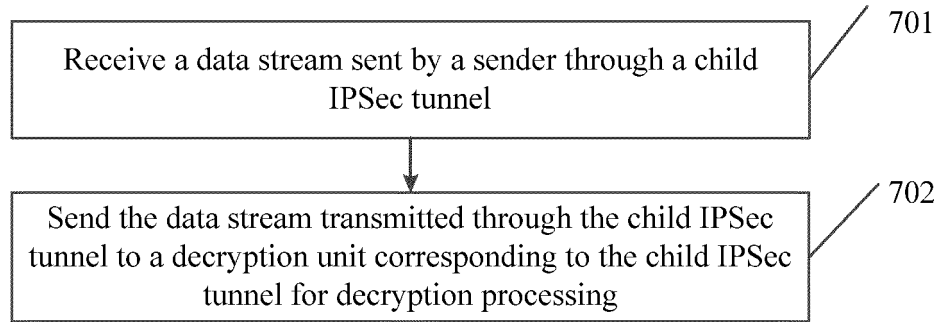 701
Receive a data stream sent by a sender through a child
IPSec tunnel
702
Send the data stream transmitted through the child IPSec
tunnel to a decryption unit corresponding to the child IPSec
tunnel for decryption processing